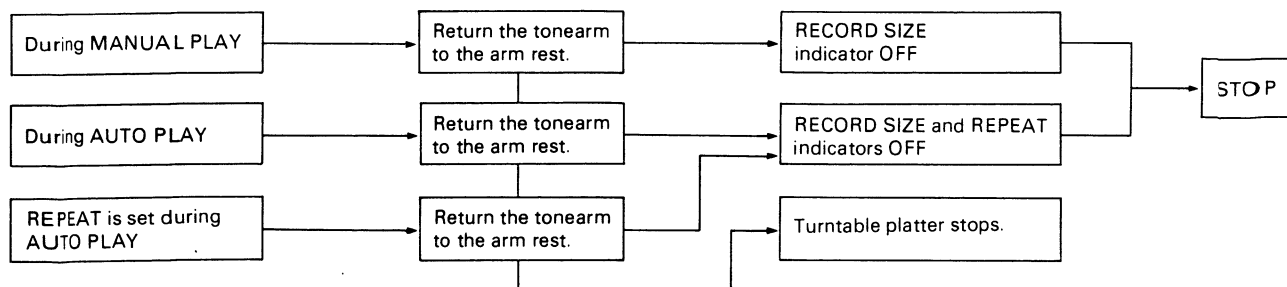 During MANUAL PLAY
Return the tonearm
to the arm rest.
RECORD SIZE
indicator OFF
STOP
During AUTO PLAY
Return the tonearm
to the arm rest.
RECORD SIZE and REPEAT
indicators OFF
REPEAT is set during
AUTO PLAY
Return the tonearm
to the arm rest.
Turntable platter stops.